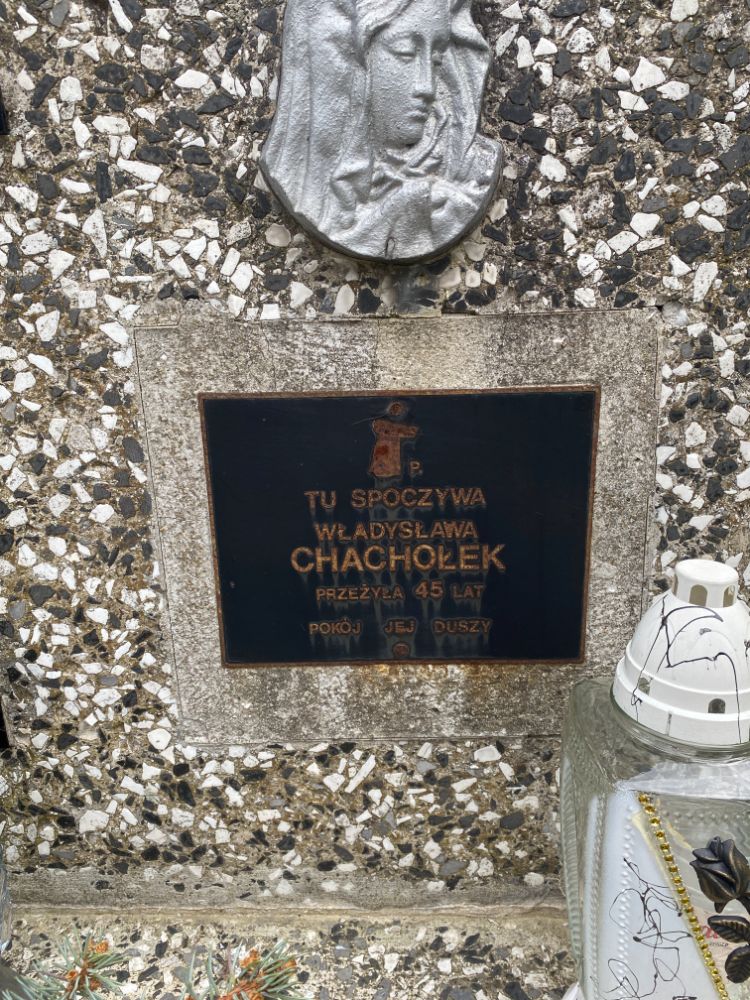 P.
TU SPOCZYWA
WŁADYSŁAWA
CHACHOŁEK
PRZEŻYŁA 45 LAT
POKÓJ JEJ DUSZY